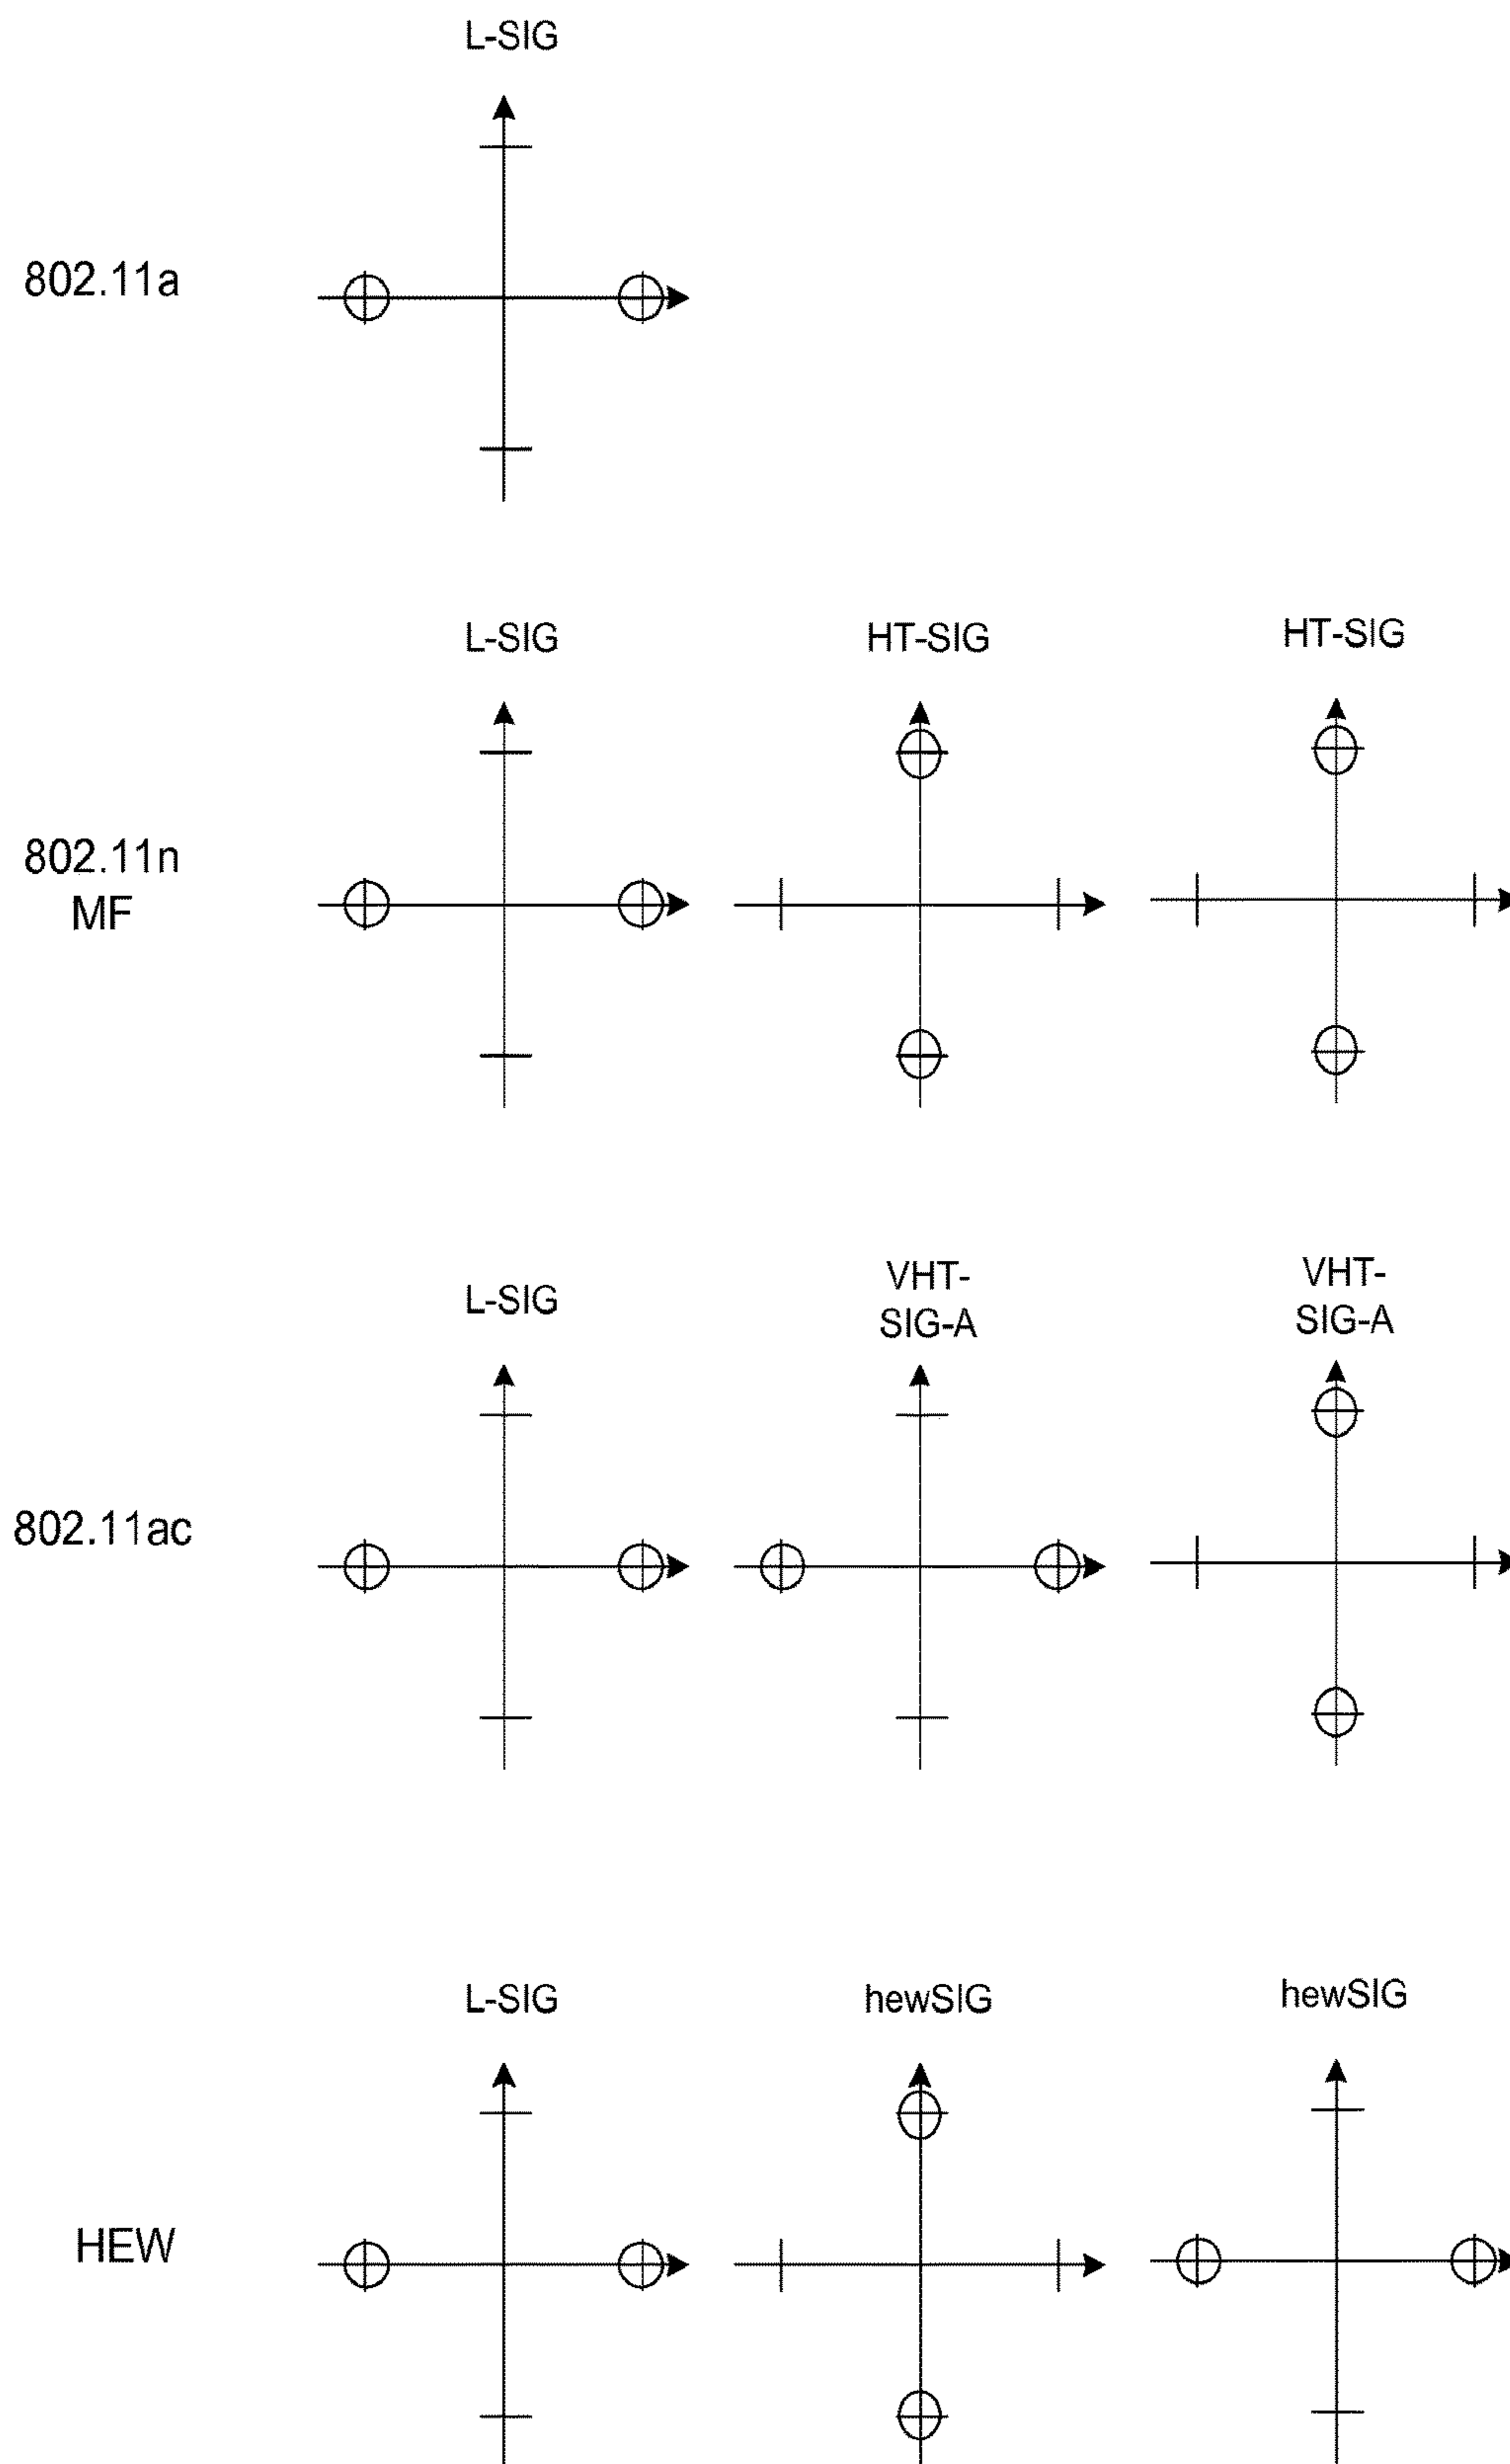 L-SIG
802.11a
L-SIG
HT-SIG
HT-SIG
802.11n
MF
L-SIG
VHT-
SIG-A
VHT-
SIG-A
802.11ac
L-SIG
hewSIG
hewSIG
HEW